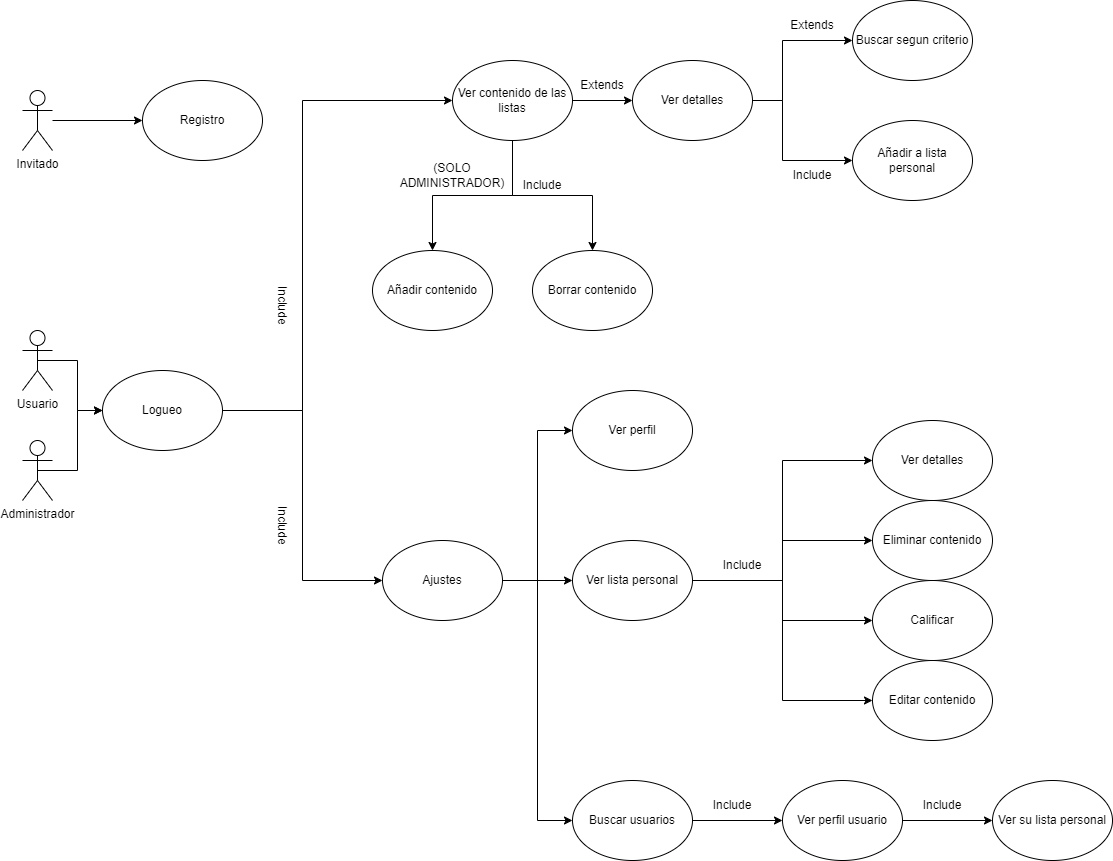 Extends
Buscar segun criterio
Ver contenido de las
listas
Extends
Ver detalles
Registro
Invitado
Añadir a lista
personal
Include
(SOLO
ADMINISTRADOR)
Include
Añadir contenido
Borrar contenido
Include
Usuario
Logueo
Administrador
Include
Ver perfil
Ver detalles
Eliminar contenido
Ajustes
Ver lista personal
Include
Calificar
Editar contenido
Buscar usuarios
Include
Ver perfil usuario
Include
Ver su lista personal